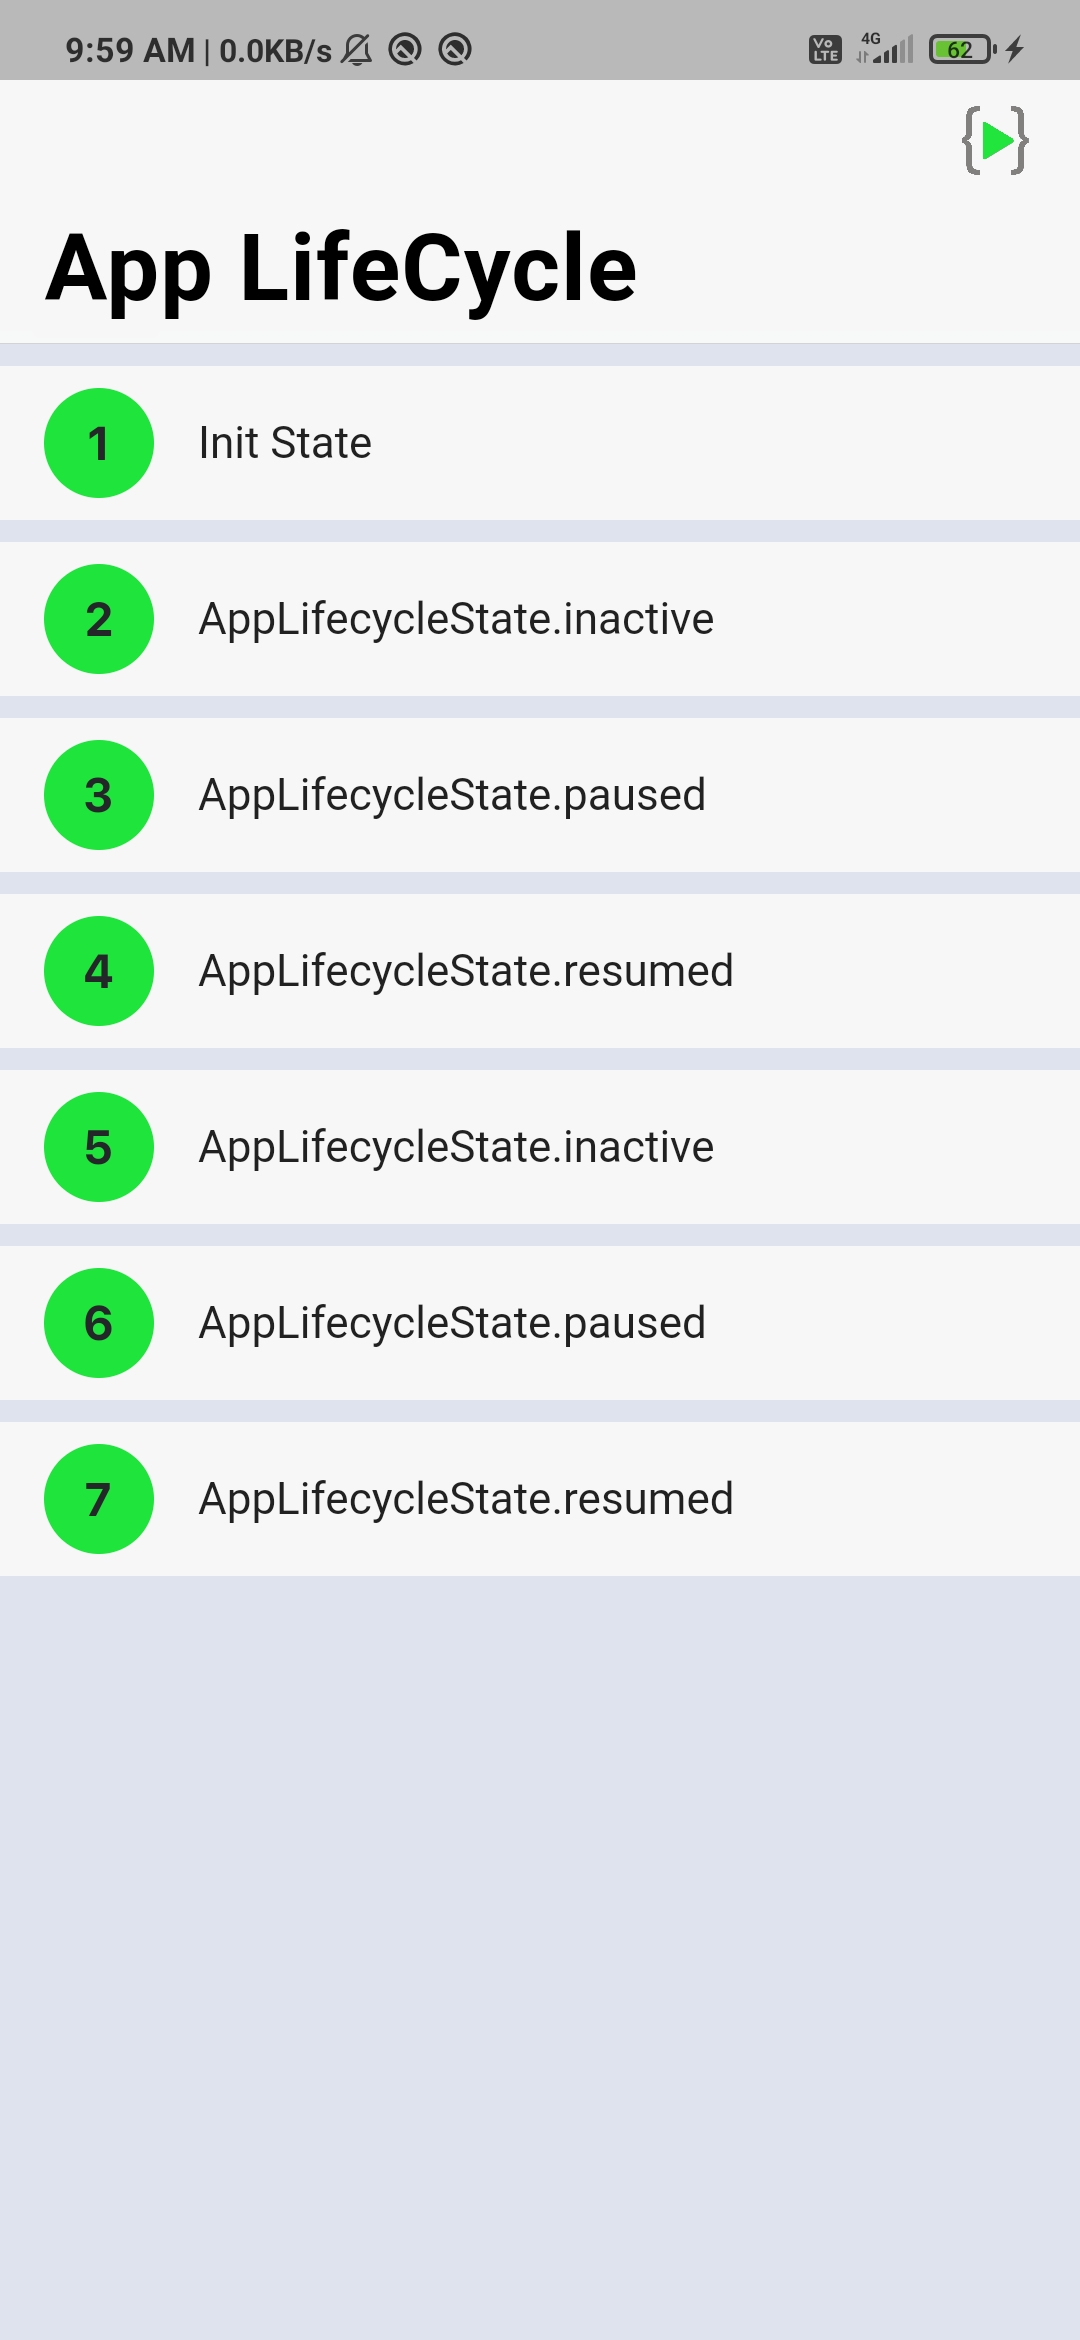 9:59 AM | 0.0KB/s Vo LTE 4G 62
App LifeCycle
1 Init State
2 AppLifecycleState.inactive
3 AppLifecycleState.paused
4 AppLifecycleState.resumed
5 AppLifecycleState.inactive
6 AppLifecycleState.paused
7 AppLifecycleState.resumed